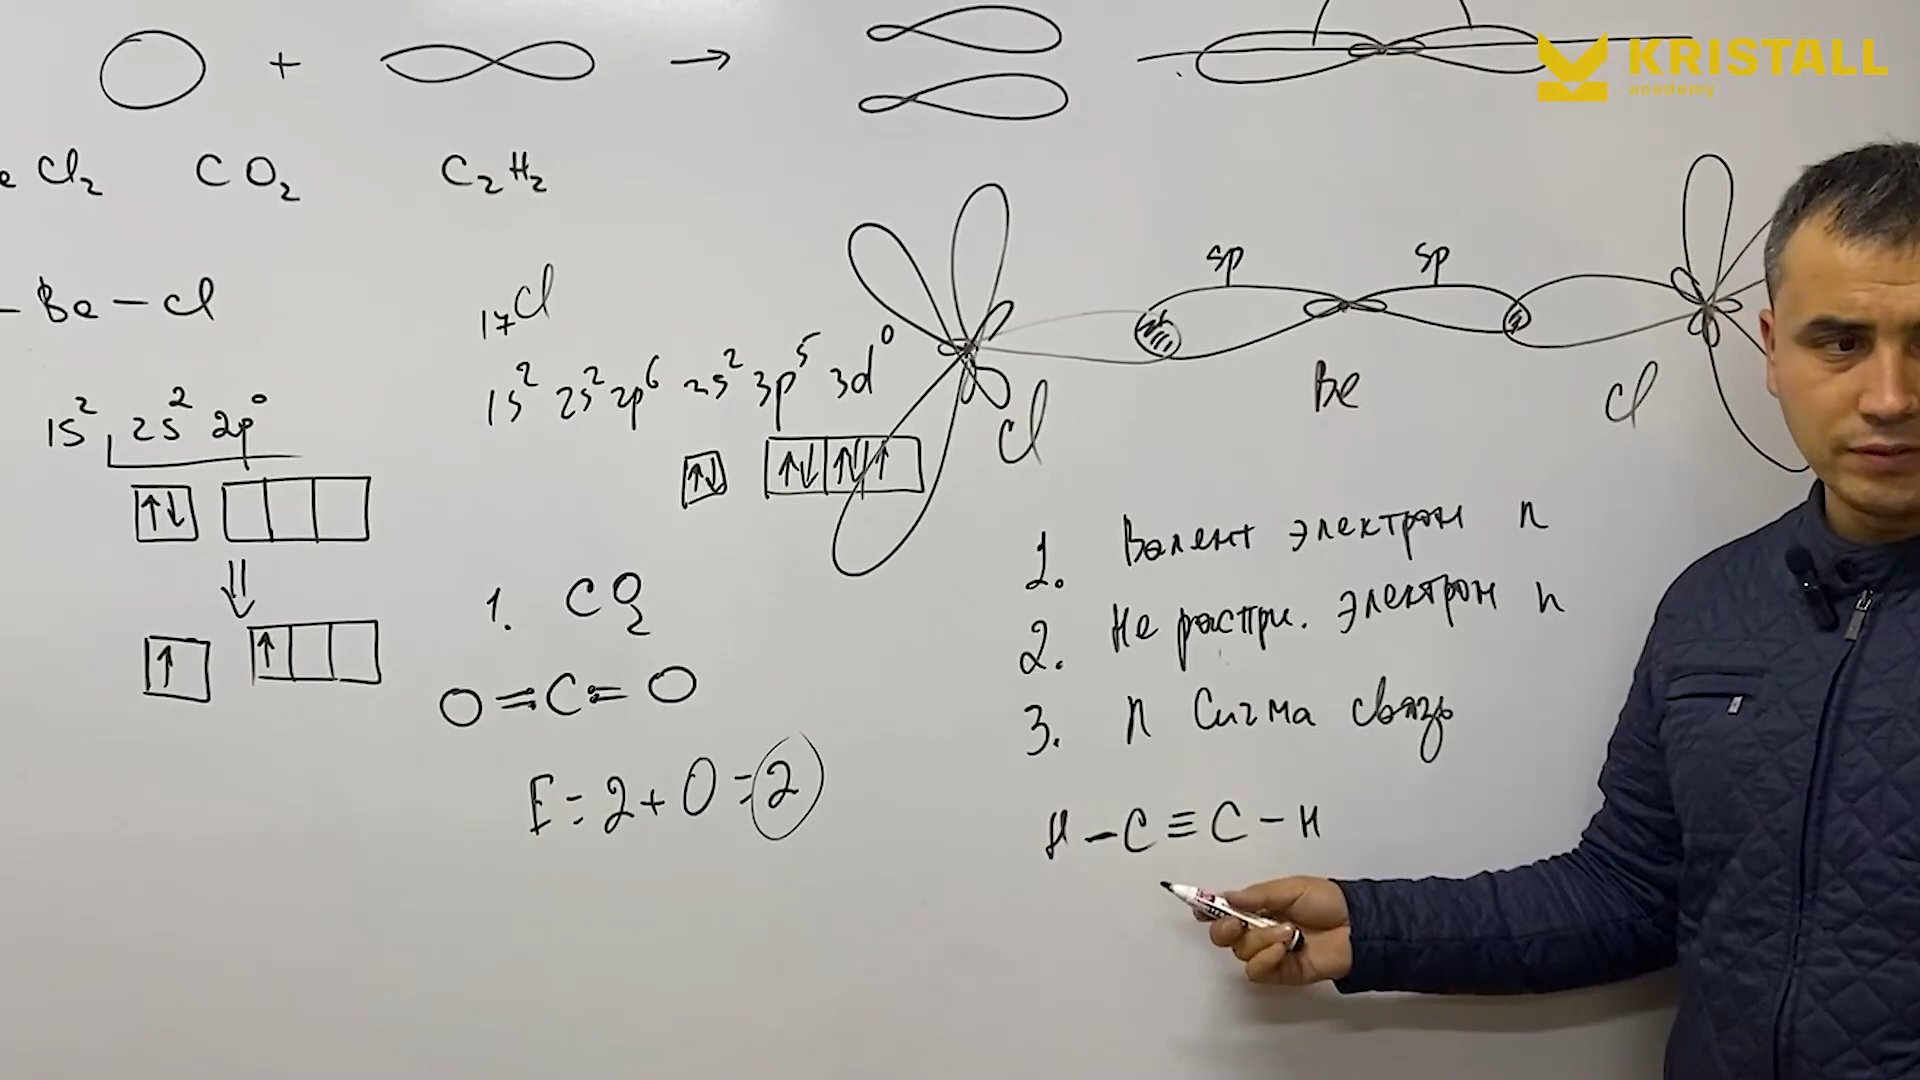 KRISTALL
academy
+ →
Cl₂ CO₂ C₂H₂
sp sp
– Be – Cl
₁₇Cl
1s² 2s² 2p⁶ 3s² 3p⁵ 3d⁰
1s² 2s² 2p⁰
Cl Be Cl
↑↓
↑↓ ↑↓ ↑
↑↓
⇓
↑ ↑
1. CO₂
O = C = O
E = 2 + 0 = 2
1. Валент электрон n
2. Не распри. электрон n
3. n Сигма связь
H – C ≡ C – H